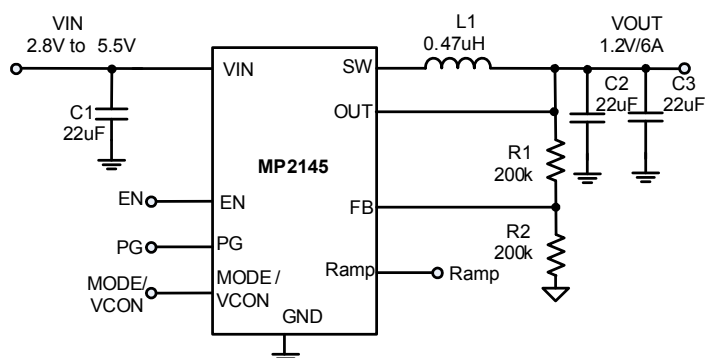 VIN
2.8V to 5.5V
L1
0.47uH
VOUT
1.2V/6A
VIN
SW
C1
22uF
C2
22uF
C3
22uF
OUT
MP2145
R1
200k
EN
EN
FB
PG
PG
R2
200k
MODE/
VCON
MODE /
VCON
Ramp
Ramp
GND